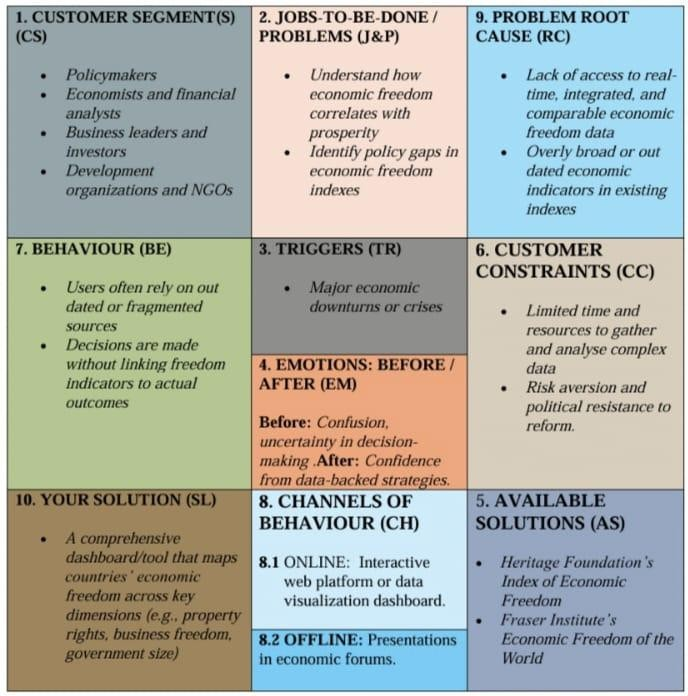 1. CUSTOMER SEGMENT(S)
(CS)
• Policymakers
• Economists and financial
analysts
• Business leaders and
investors
• Development
organizations and NGOs
2. JOBS-TO-BE-DONE /
PROBLEMS (J&P)
• Understand how
economic freedom
correlates with
prosperity
• Identify policy gaps in
economic freedom
indexes
9. PROBLEM ROOT
CAUSE (RC)
• Lack of access to real-
time, integrated, and
comparable economic
freedom data
• Overly broad or out
dated economic
indicators in existing
indexes
7. BEHAVIOUR (BE)
• Users often rely on out
dated or fragmented
sources
• Decisions are made
without linking freedom
indicators to actual
outcomes
3. TRIGGERS (TR)
• Major economic
downturns or crises
4. EMOTIONS: BEFORE /
AFTER (EM)
Before: Confusion,
uncertainty in decision-
making .After: Confidence
from data-backed strategies.
6. CUSTOMER
CONSTRAINTS (CC)
• Limited time and
resources to gather
and analyse complex
data
• Risk aversion and
political resistance to
reform.
10. YOUR SOLUTION (SL)
• A comprehensive
dashboard/tool that maps
countries’ economic
freedom across key
dimensions (e.g., property
rights, business freedom,
government size)
8. CHANNELS OF
BEHAVIOUR (CH)
8.1 ONLINE: Interactive
web platform or data
visualization dashboard.
8.2 OFFLINE: Presentations
in economic forums.
5. AVAILABLE
SOLUTIONS (AS)
• Heritage Foundation’s
Index of Economic
Freedom
• Fraser Institute’s
Economic Freedom of the
World